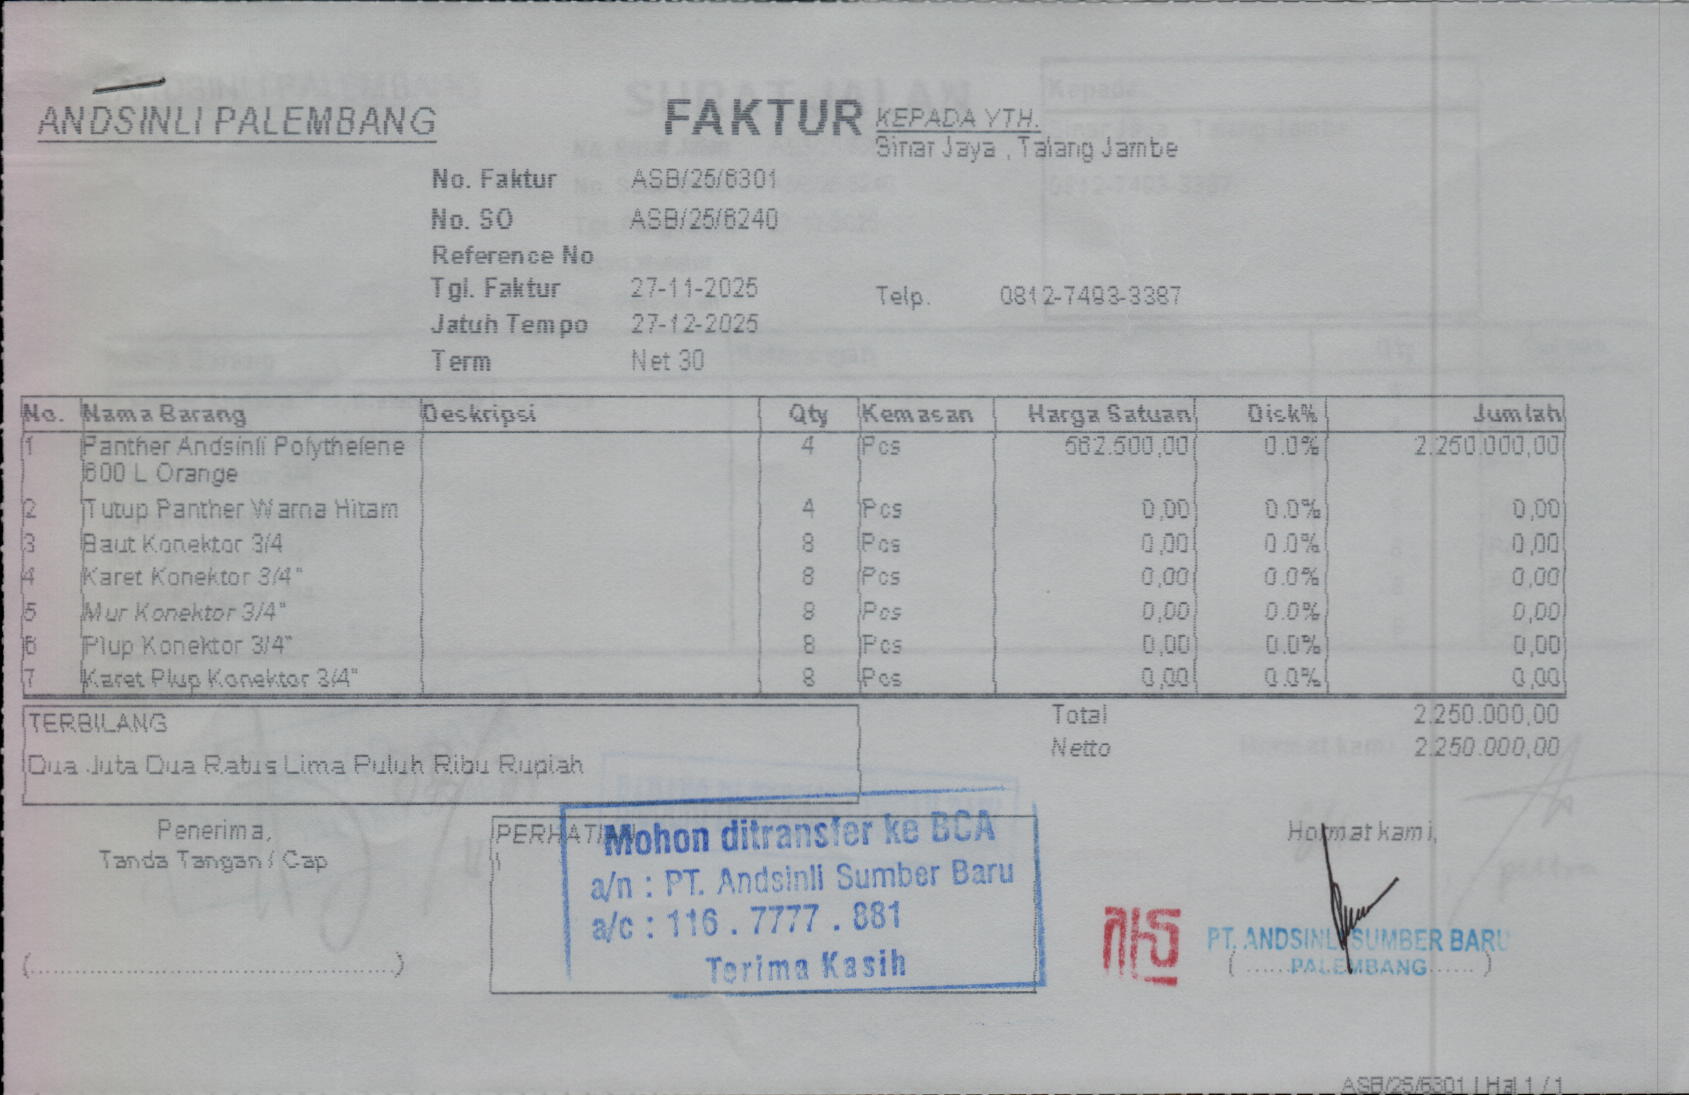 ANDSINLI PALEMBANG
FAKTUR
KEPADA YTH.
Sinar Jaya , Talang Jambe
No. Faktur ASB/25/6301
No. SO ASB/25/6240
Reference No
Tgl. Faktur 27-11-2025
Telp. 0812-7493-3387
Jatuh Tempo 27-12-2025
Term Net 30
No. Nama Barang Deskripsi Qty Kemasan Harga Satuan Disk% Jumlah
1 Panther Andsinli Polythelene 4 Pcs 562.500,00 0.0% 2.250.000,00
600 L Orange
2 Tutup Panther Warna Hitam 4 Pcs 0,00 0.0% 0,00
3 Baut Konektor 3/4 8 Pcs 0,00 0.0% 0,00
4 Karet Konektor 3/4" 8 Pcs 0,00 0.0% 0,00
5 Mur Konektor 3/4" 8 Pcs 0,00 0.0% 0,00
6 Plup Konektor 3/4" 8 Pcs 0,00 0.0% 0,00
7 Karet Plup Konektor 3/4" 8 Pcs 0,00 0.0% 0,00
TERBILANG
Dua Juta Dua Ratus Lima Puluh Ribu Rupiah
Total 2.250.000,00
Netto 2.250.000,00
Penerima,
Tanda Tangan / Cap
(.................................................)
Mohon ditransfer ke BCA
a/n : PT. Andsinli Sumber Baru
a/c : 116 . 7777 . 881
Terima Kasih
Hormat kami,
PT. ANDSINLI SUMBER BARU
PALEMBANG
ASB/25/6301 | Hal 1 / 1